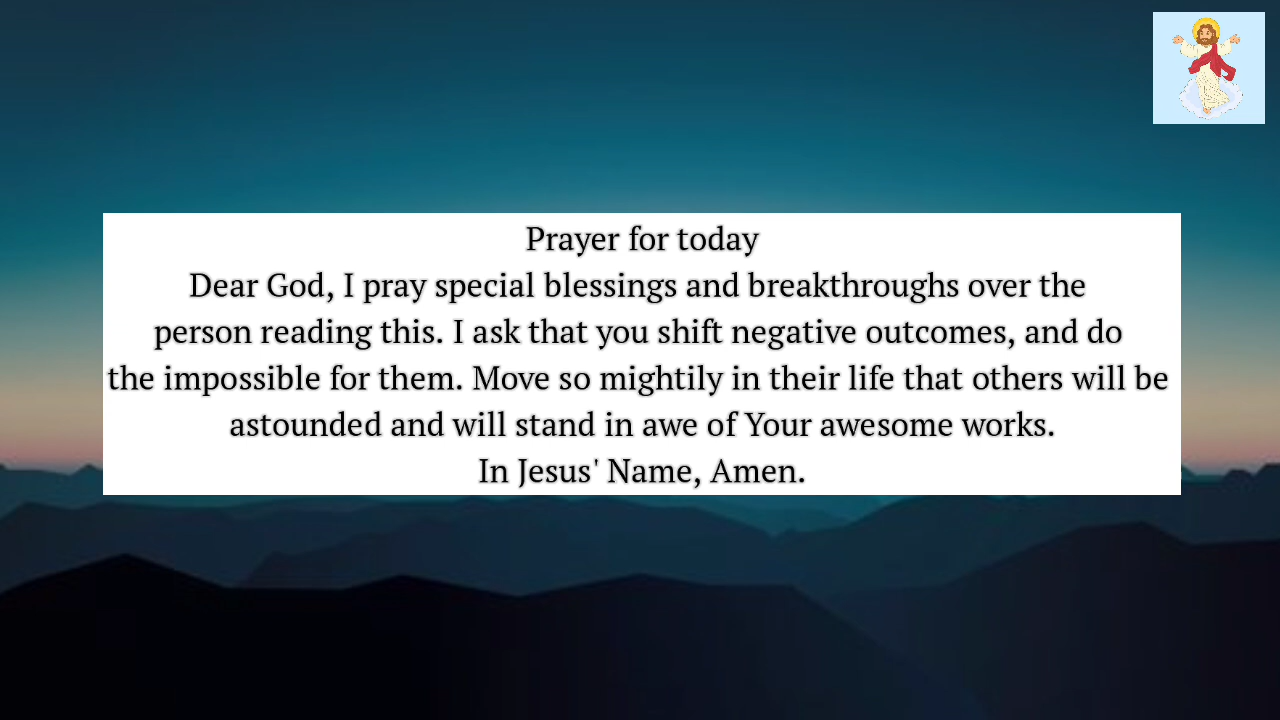 Prayer for today
Dear God, I pray special blessings and breakthroughs over the
person reading this. I ask that you shift negative outcomes, and do
the impossible for them. Move so mightily in their life that others will be
astounded and will stand in awe of Your awesome works.
In Jesus' Name, Amen.